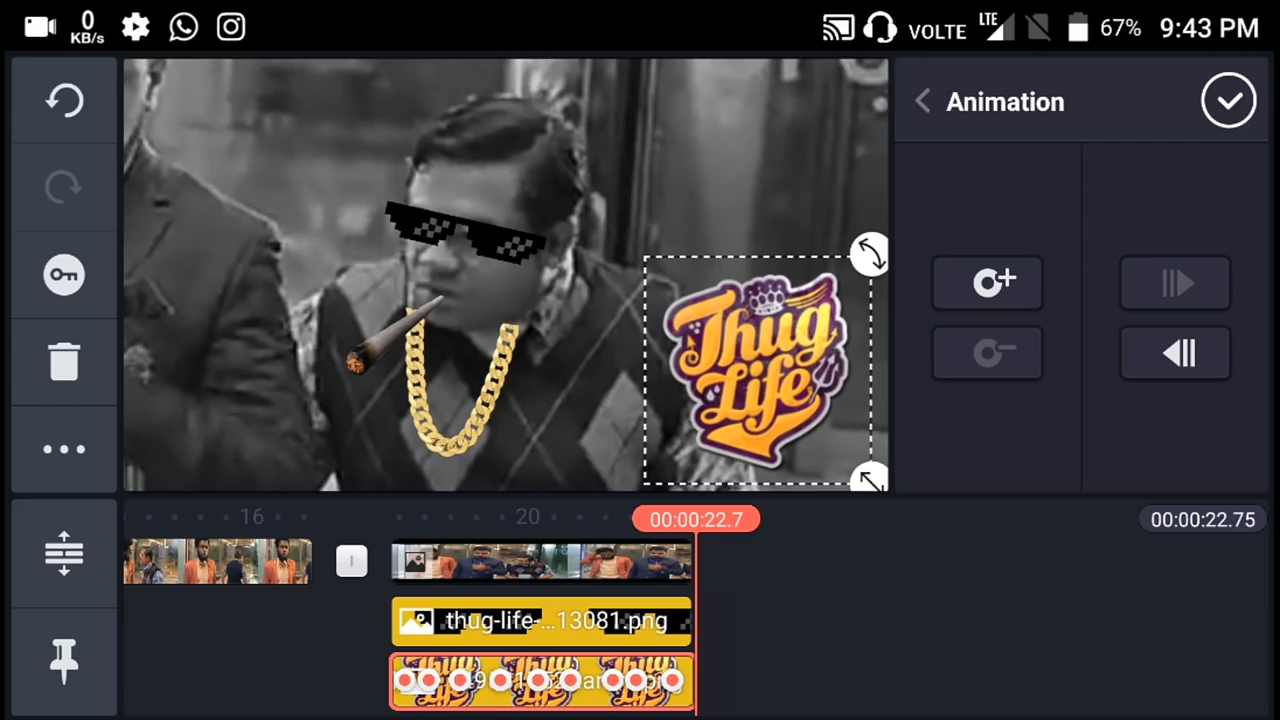 0
KB/s
VOLTE
LTE
67%
9:43 PM
Animation
Thug
Life
16
20
00:00:22.7
00:00:22.75
thug-life-...13081.png